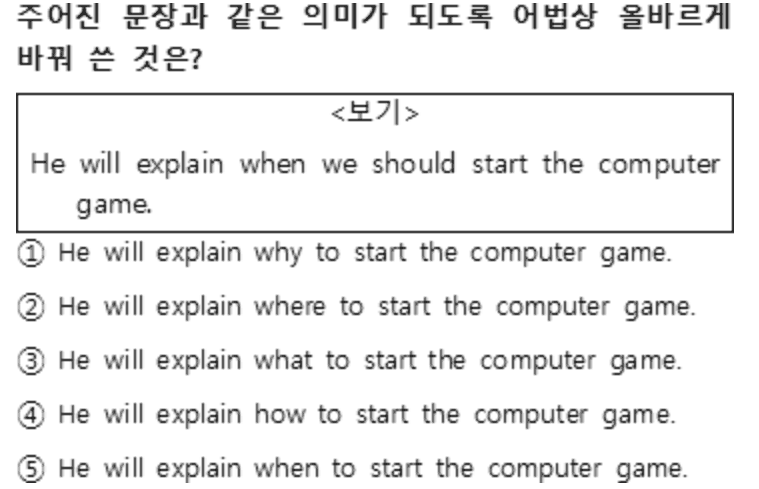 주어진 문장과 같은 의미가 되도록 어법상 올바르게
바꿔 쓴 것은?
<보기>
He will explain when we should start the computer
game.
① He will explain why to start the computer game.
② He will explain where to start the computer game.
③ He will explain what to start the computer game.
④ He will explain how to start the computer game.
⑤ He will explain when to start the computer game.